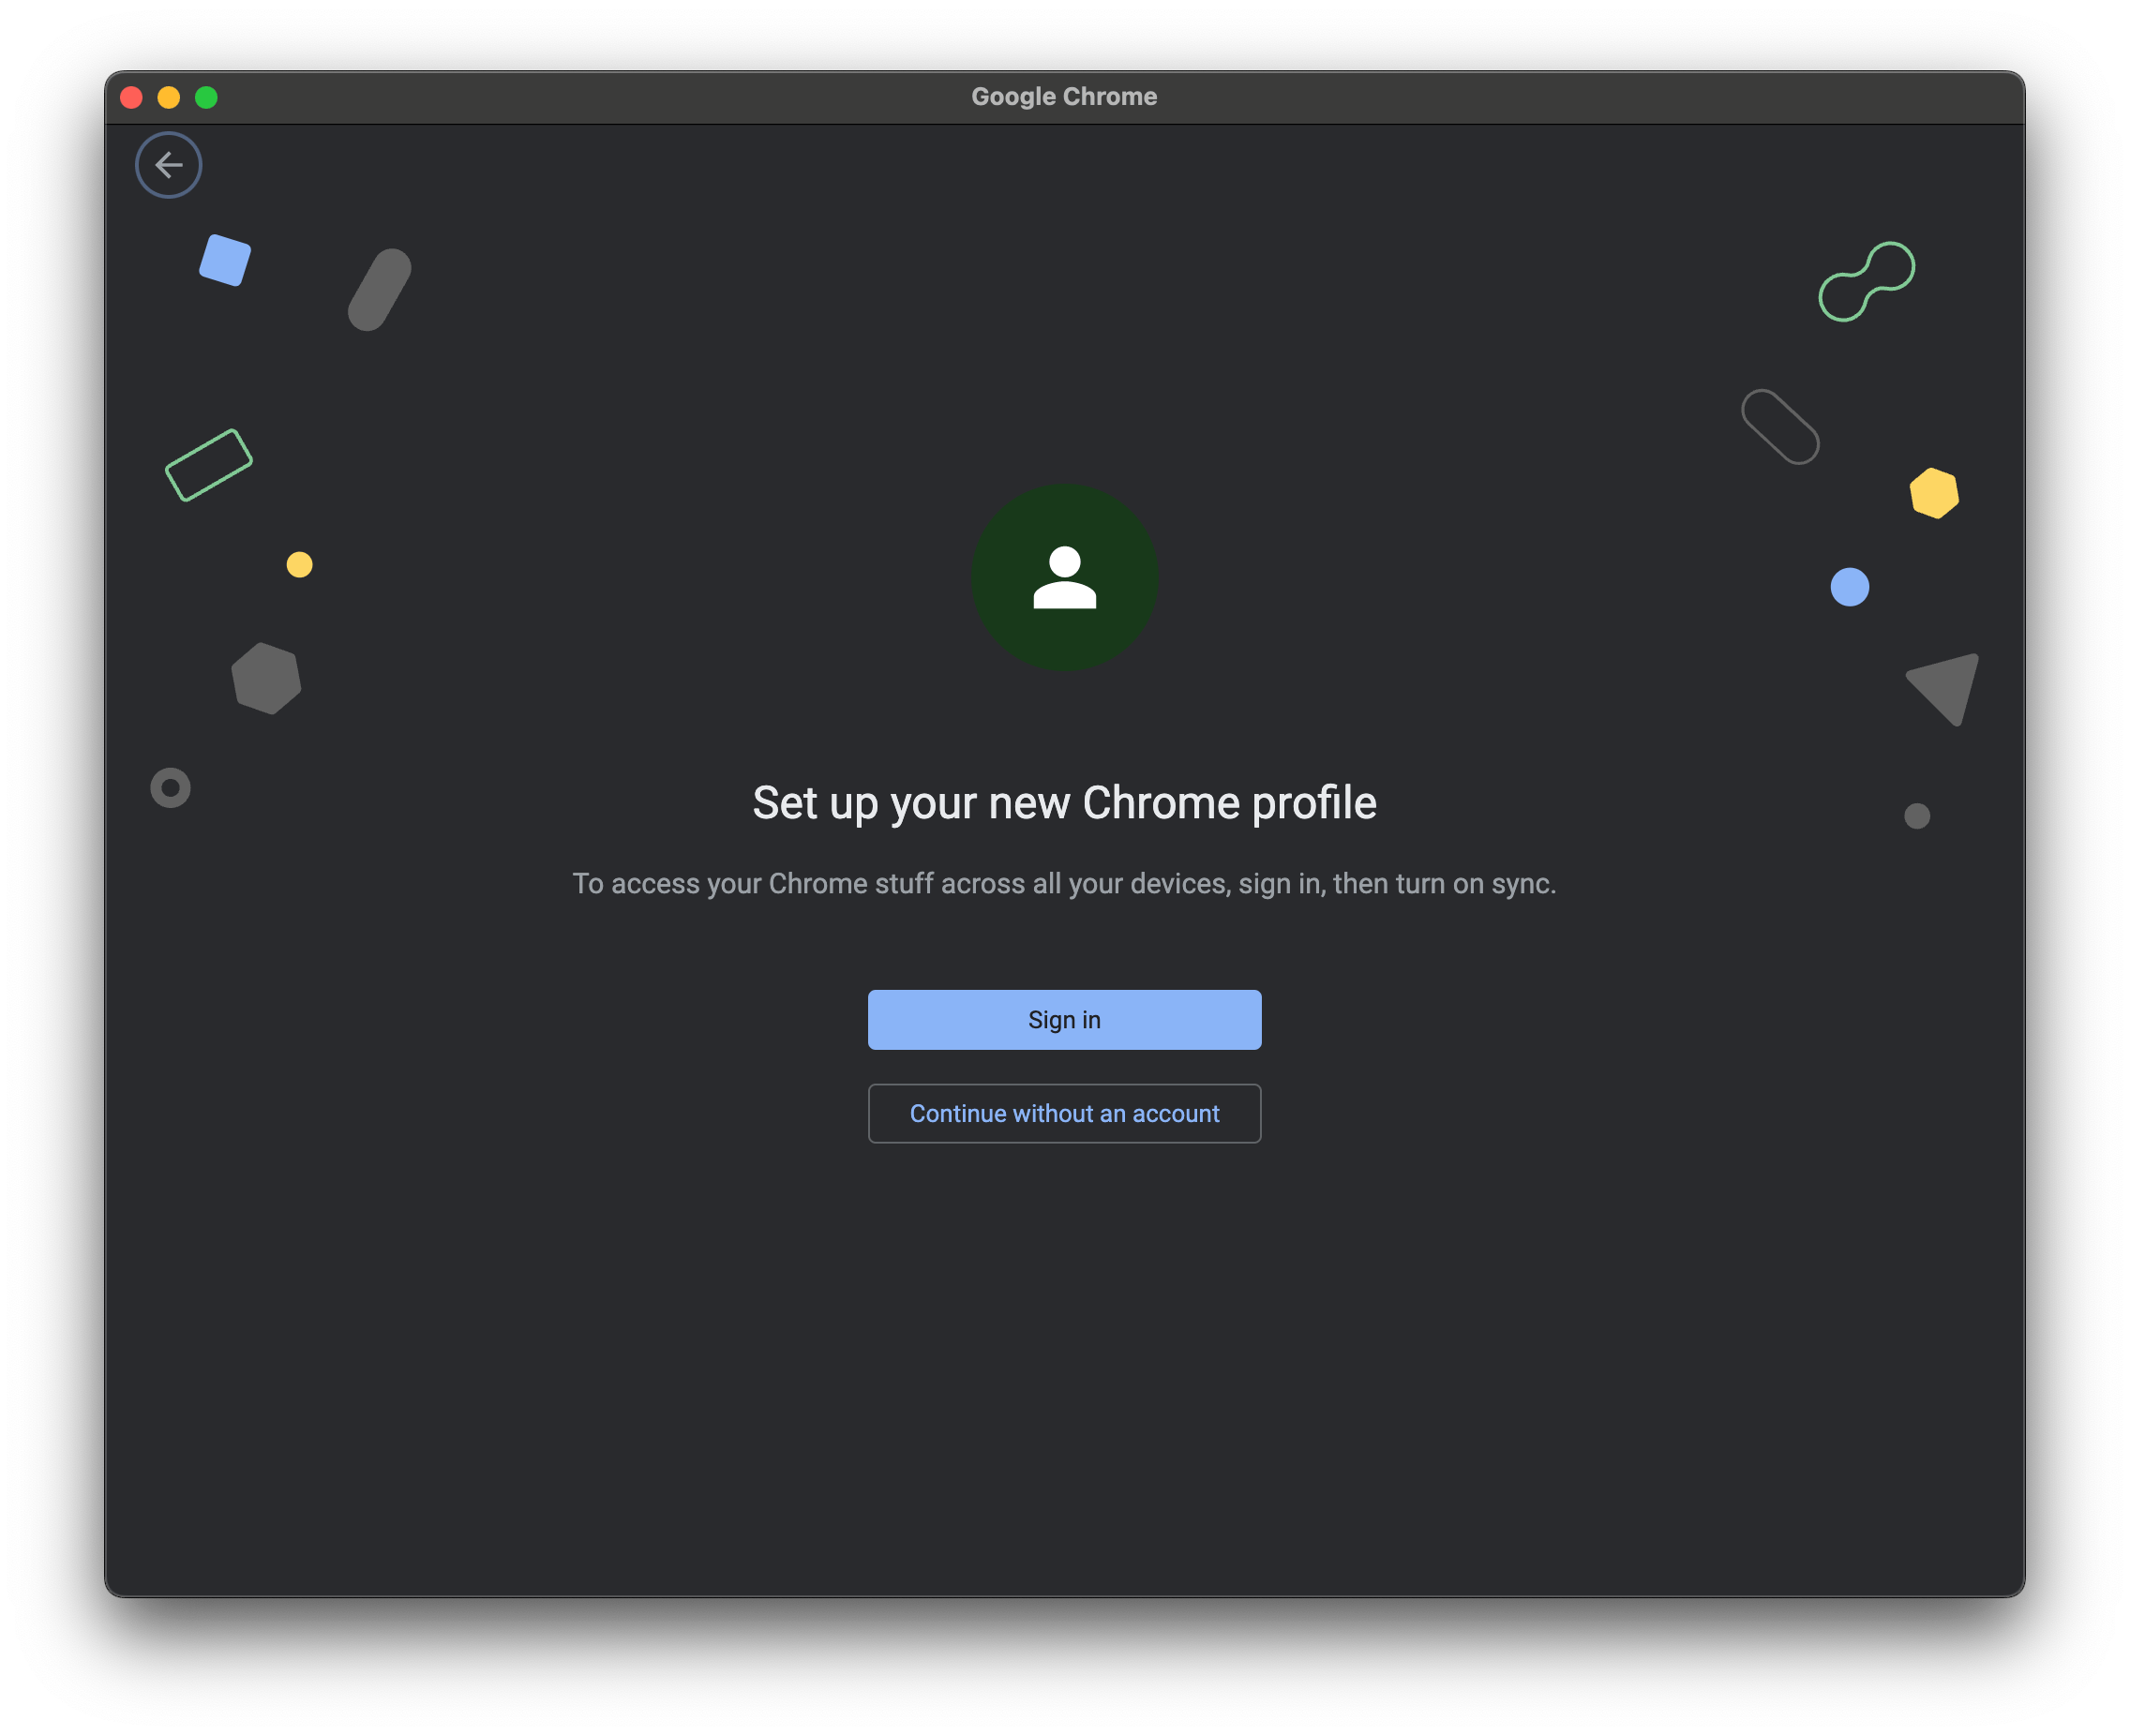 Google Chrome
Set up your new Chrome profile
To access your Chrome stuff across all your devices, sign in, then turn on sync.
Sign in
Continue without an account